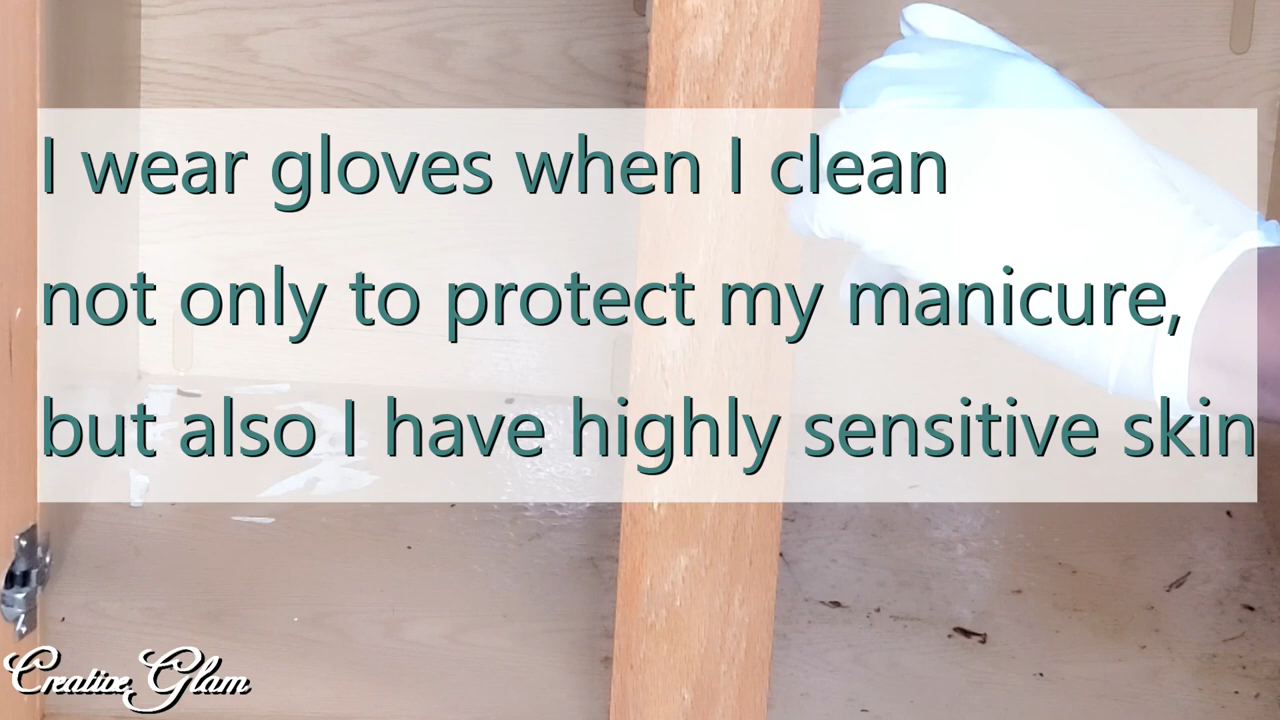 I wear gloves when I clean
not only to protect my manicure,
but also I have highly sensitive skin
Creative Glam